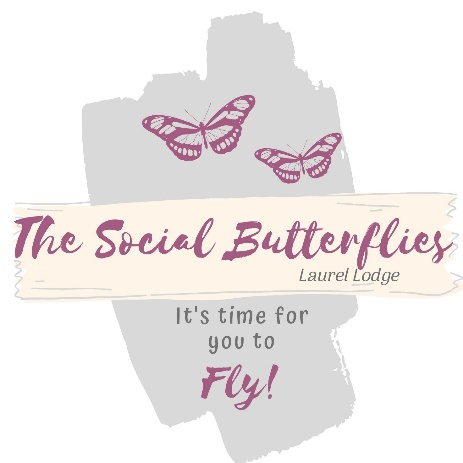 The Social Butterflies
Laurel Lodge
It's time for
you to
Fly!